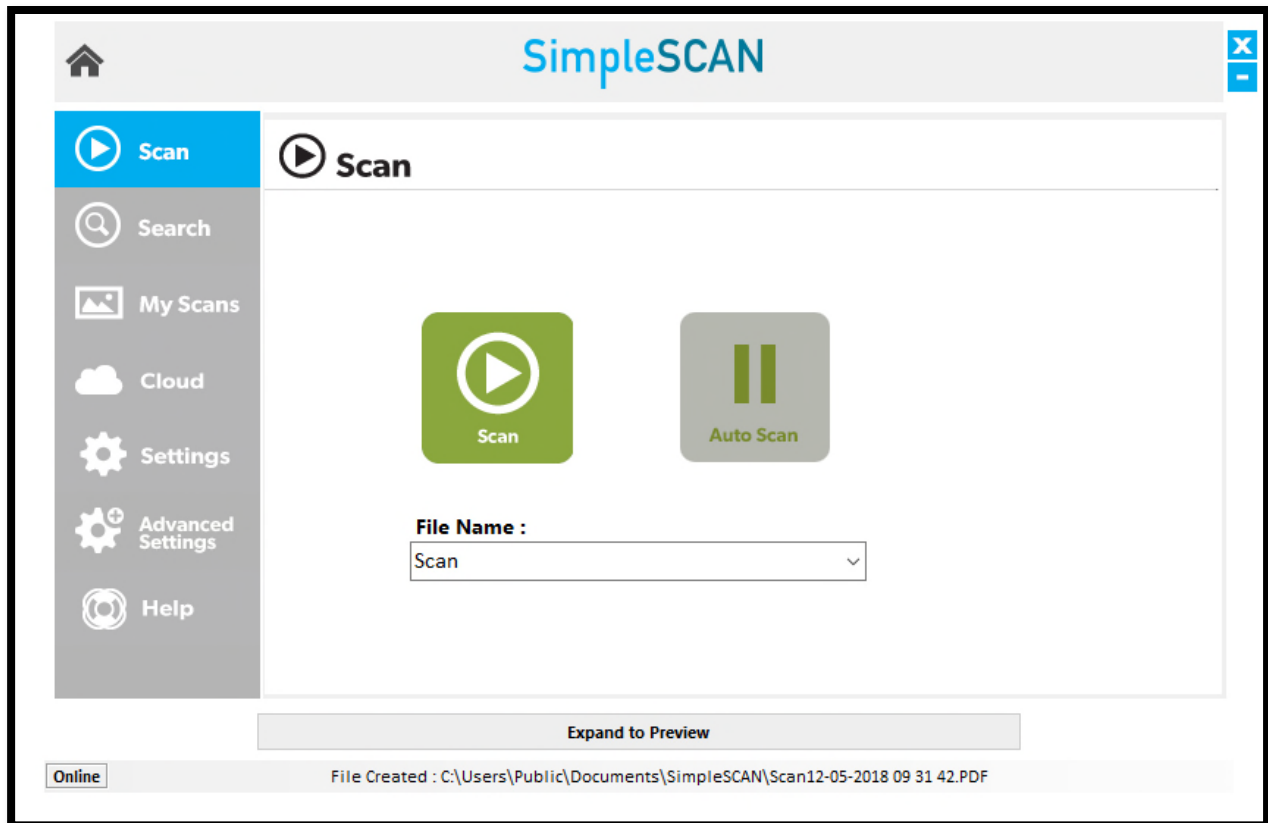 SimpleSCAN
X
-
Scan
Search
My Scans
Cloud
Settings
Advanced
Settings
Help
Scan
Scan
Auto Scan
File Name :
Scan
Expand to Preview
Online
File Created : C:\Users\Public\Documents\SimpleSCAN\Scan12-05-2018 09 31 42.PDF